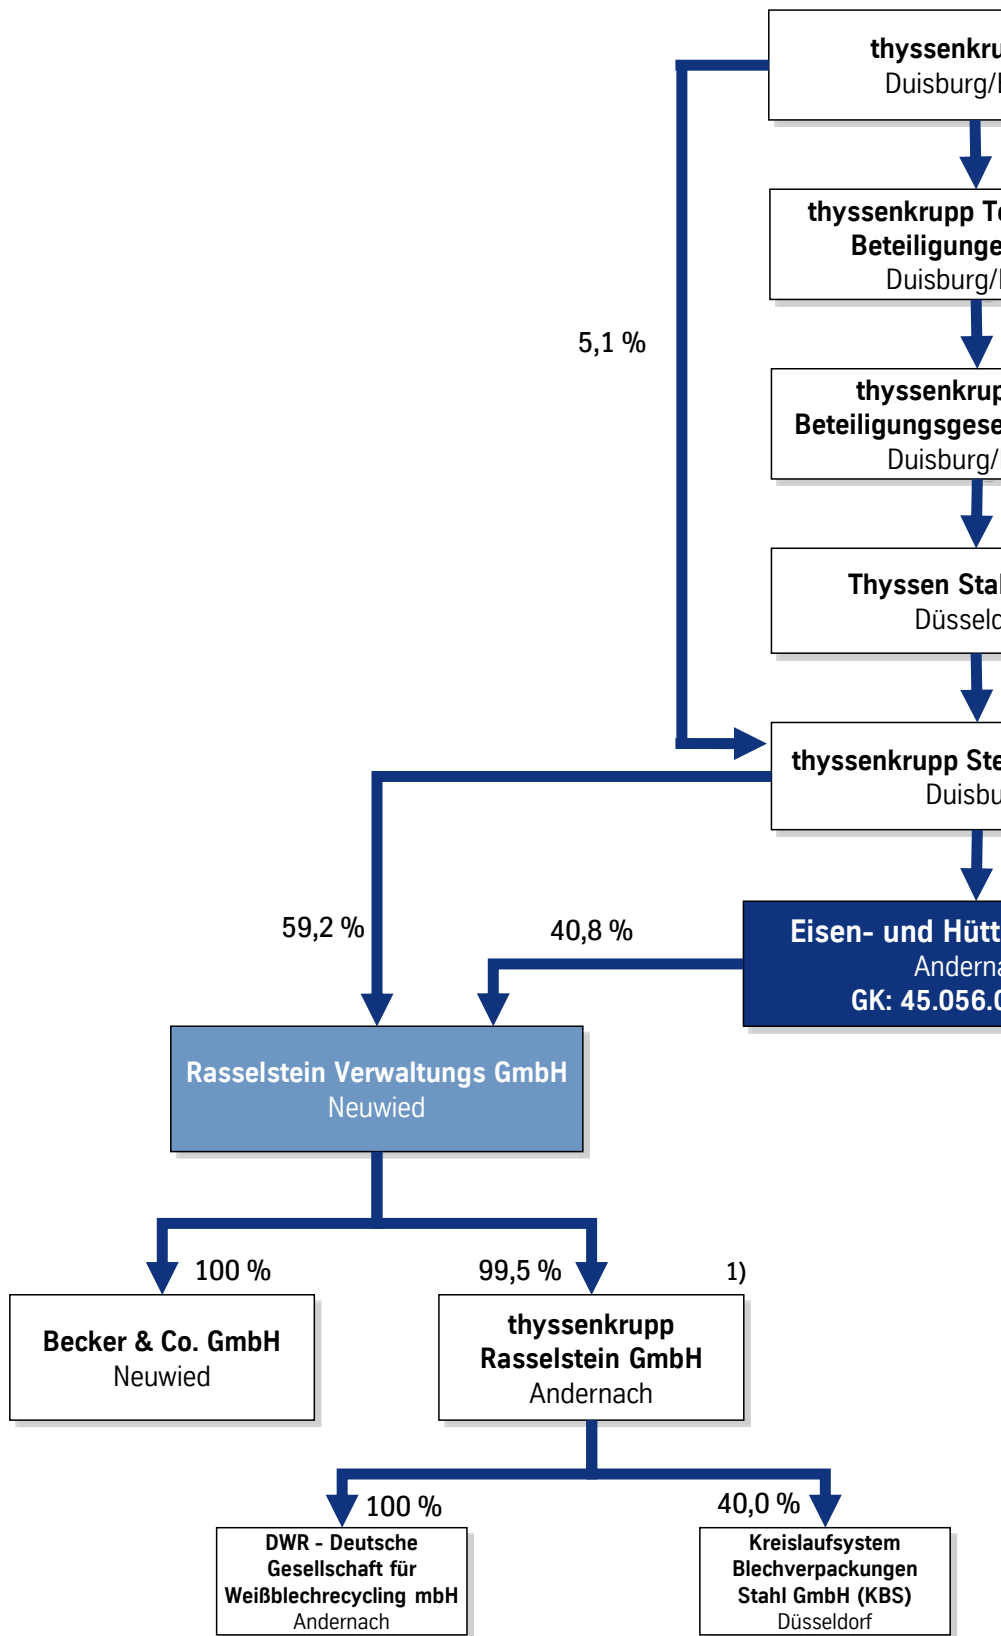 thyssenkru
Duisburg/
thyssenkrupp Te
Beteiligunge
Duisburg/
5,1 %
thyssenkrup
Beteiligungsgese
Duisburg/
Thyssen Stal
Düsseld
thyssenkrupp Ste
Duisbu
59,2 %
40,8 %
Eisen- und Hütt
Anderna
GK: 45.056.0
Rasselstein Verwaltungs GmbH
Neuwied
100 %
99,5 %
1)
Becker & Co. GmbH
Neuwied
thyssenkrupp
Rasselstein GmbH
Andernach
100 %
40,0 %
DWR - Deutsche
Gesellschaft für
Weißblechrecycling mbH
Andernach
Kreislaufsystem
Blechverpackungen
Stahl GmbH (KBS)
Düsseldorf